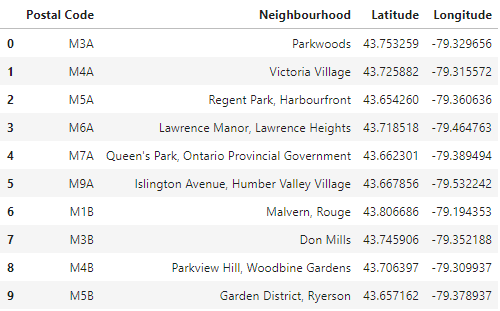 Postal Code Neighbourhood Latitude Longitude
0 M3A Parkwoods 43.753259 -79.329656
1 M4A Victoria Village 43.725882 -79.315572
2 M5A Regent Park, Harbourfront 43.654260 -79.360636
3 M6A Lawrence Manor, Lawrence Heights 43.718518 -79.464763
4 M7A Queen's Park, Ontario Provincial Government 43.662301 -79.389494
5 M9A Islington Avenue, Humber Valley Village 43.667856 -79.532242
6 M1B Malvern, Rouge 43.806686 -79.194353
7 M3B Don Mills 43.745906 -79.352188
8 M4B Parkview Hill, Woodbine Gardens 43.706397 -79.309937
9 M5B Garden District, Ryerson 43.657162 -79.378937